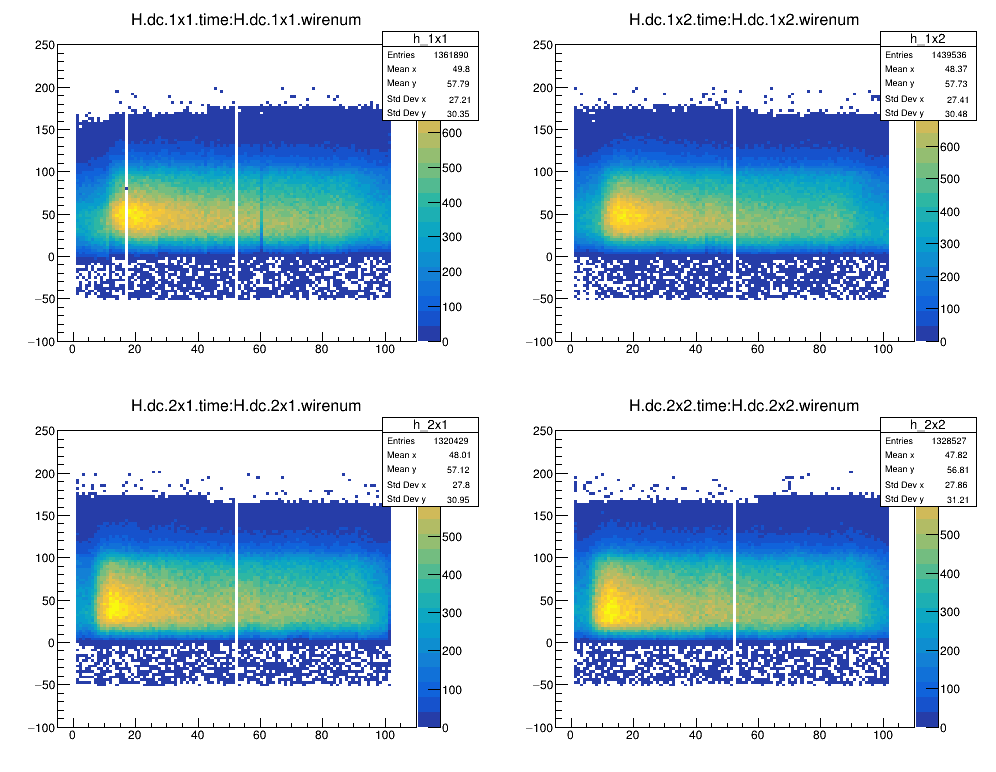 H.dc.1x1.time:H.dc.1x1.wirenum
h_1x1
Entries 1361890
Mean x 49.8
Mean y 57.79
Std Dev x 27.21
Std Dev y 30.35
250
200
150
100
50
0
−50
−100
0 20 40 60 80 100
600
500
400
300
200
100
0
H.dc.1x2.time:H.dc.1x2.wirenum
h_1x2
Entries 1439536
Mean x 48.37
Mean y 57.73
Std Dev x 27.41
Std Dev y 30.48
250
200
150
100
50
0
−50
−100
0 20 40 60 80 100
600
500
400
300
200
100
0
H.dc.2x1.time:H.dc.2x1.wirenum
h_2x1
Entries 1320429
Mean x 48.01
Mean y 57.12
Std Dev x 27.8
Std Dev y 30.95
250
200
150
100
50
0
−50
−100
0 20 40 60 80 100
500
400
300
200
100
0
H.dc.2x2.time:H.dc.2x2.wirenum
h_2x2
Entries 1328527
Mean x 47.82
Mean y 56.81
Std Dev x 27.86
Std Dev y 31.21
250
200
150
100
50
0
−50
−100
0 20 40 60 80 100
500
400
300
200
100
0